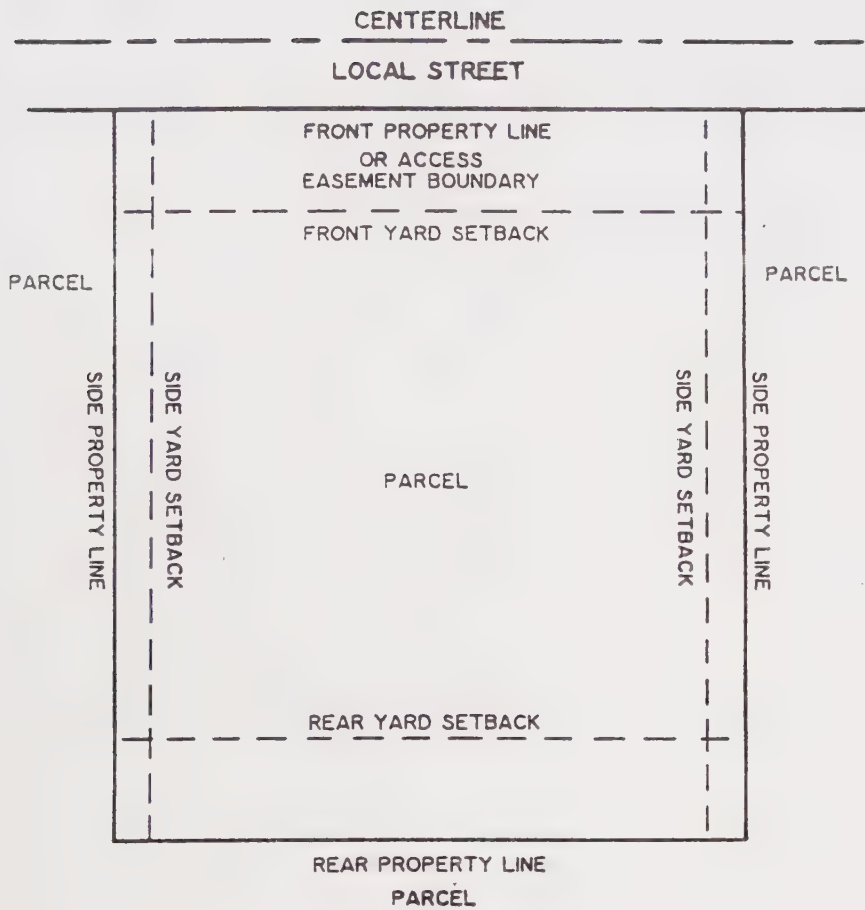 CENTERLINE
LOCAL STREET
FRONT PROPERTY LINE
OR ACCESS
EASEMENT BOUNDARY
FRONT YARD SETBACK
PARCEL
PARCEL
SIDE PROPERTY LINE
SIDE YARD SETBACK
PARCEL
SIDE YARD SETBACK
SIDE PROPERTY LINE
REAR YARD SETBACK
REAR PROPERTY LINE
PARCEL